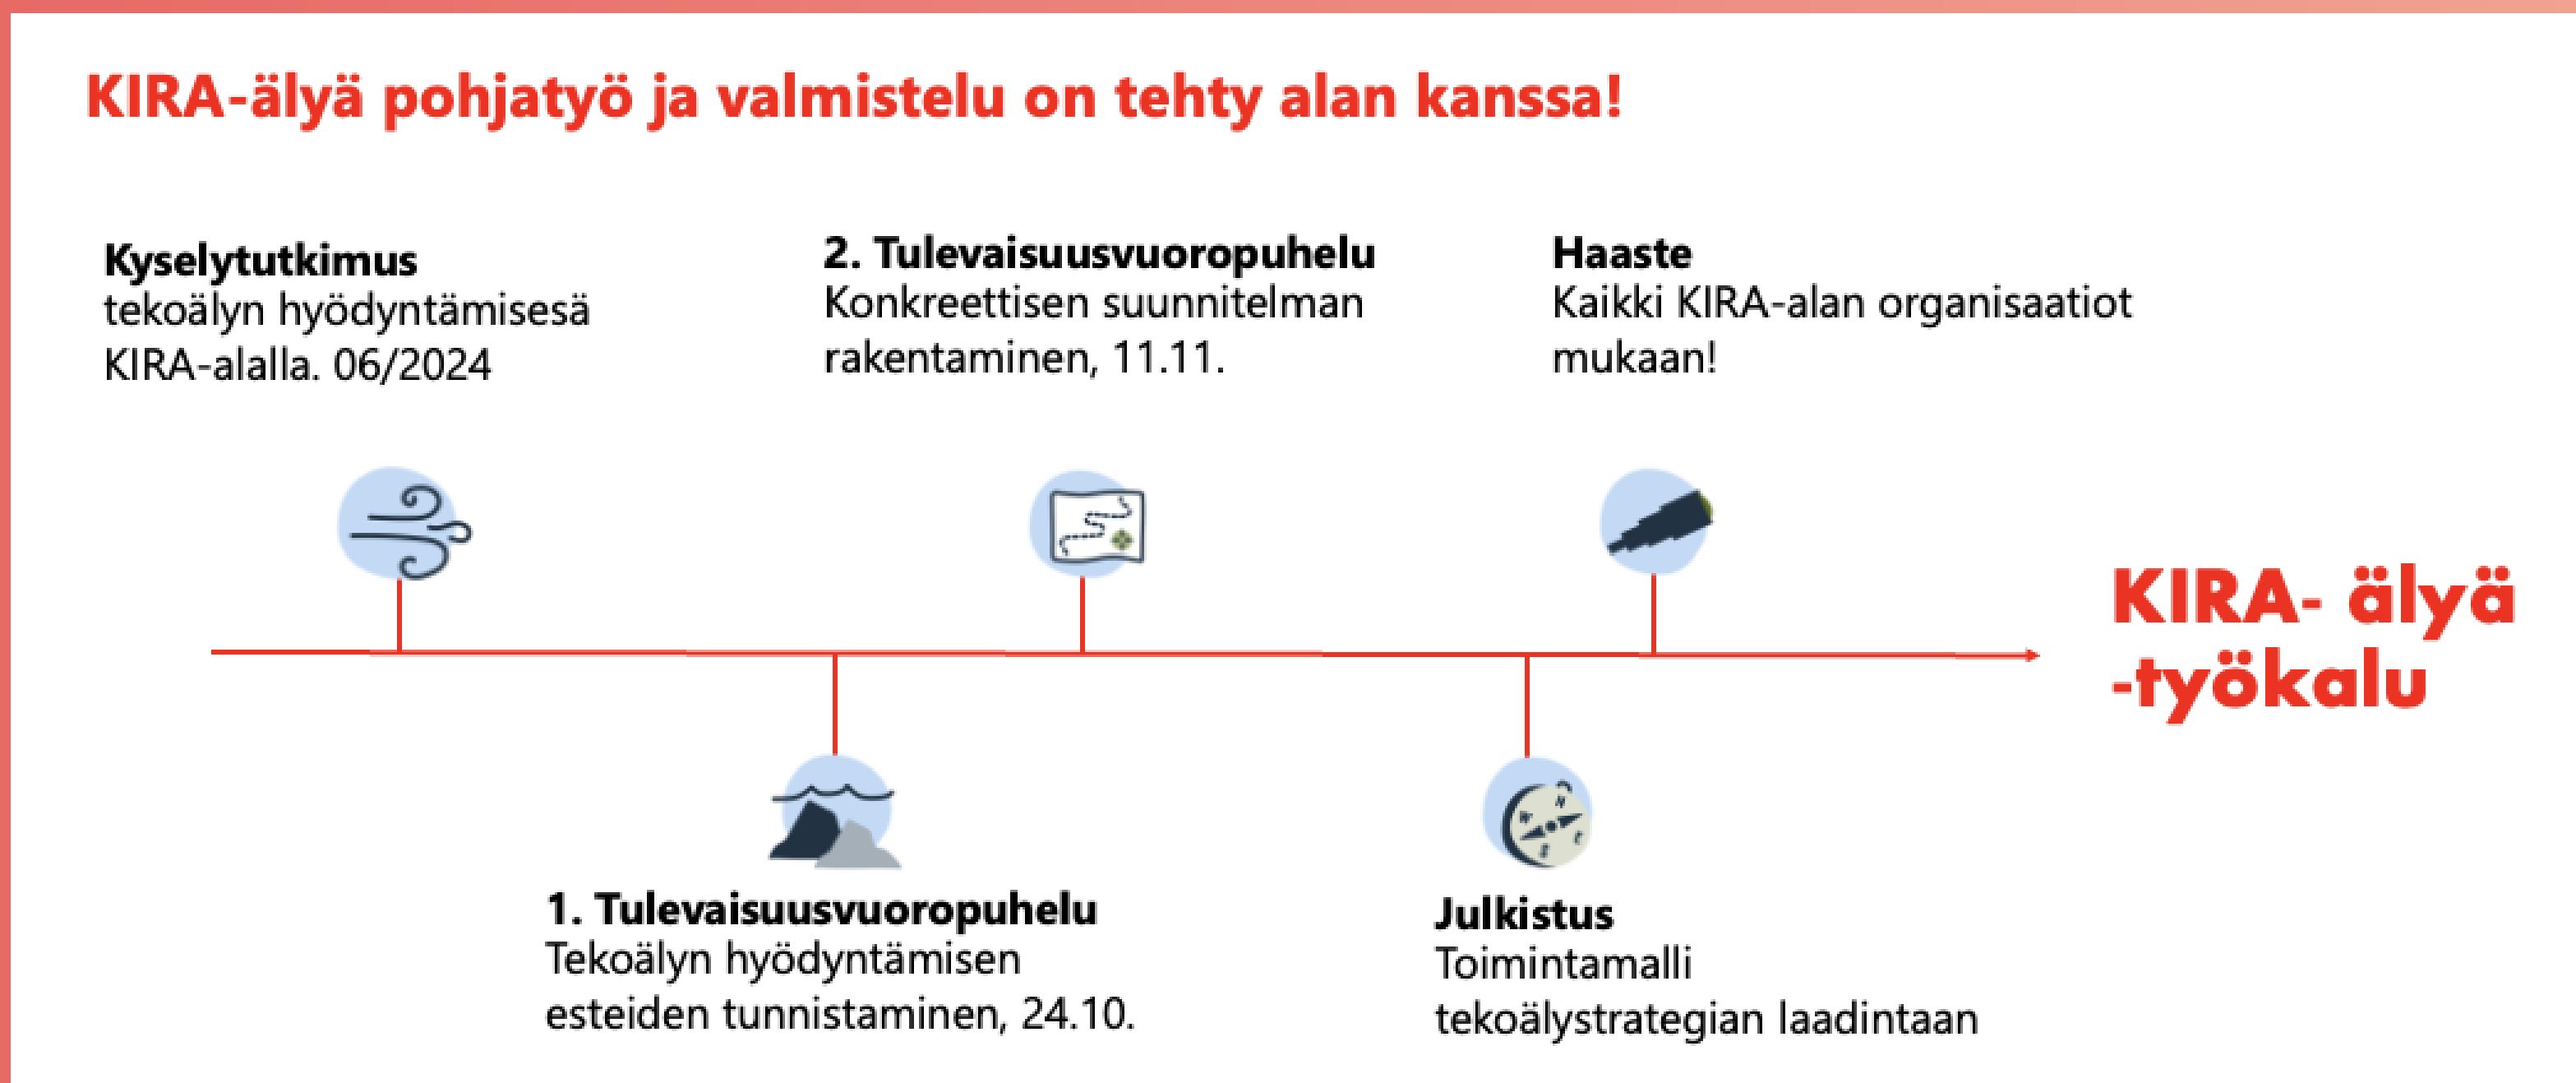 KIRA-älyä pohjatyö ja valmistelu on tehty alan kanssa!
Kyselytutkimus
tekoälyn hyödyntämisesä
KIRA-alalla. 06/2024
2. Tulevaisuusvuoropuhelu
Konkreettisen suunnitelman
rakentaminen, 11.11.
Haaste
Kaikki KIRA-alan organisaatiot
mukaan!
KIRA- älyä
-työkalu
N
W
E
S
1. Tulevaisuusvuoropuhelu
Tekoälyn hyödyntämisen
esteiden tunnistaminen, 24.10.
Julkistus
Toimintamalli
tekoälystrategian laadintaan